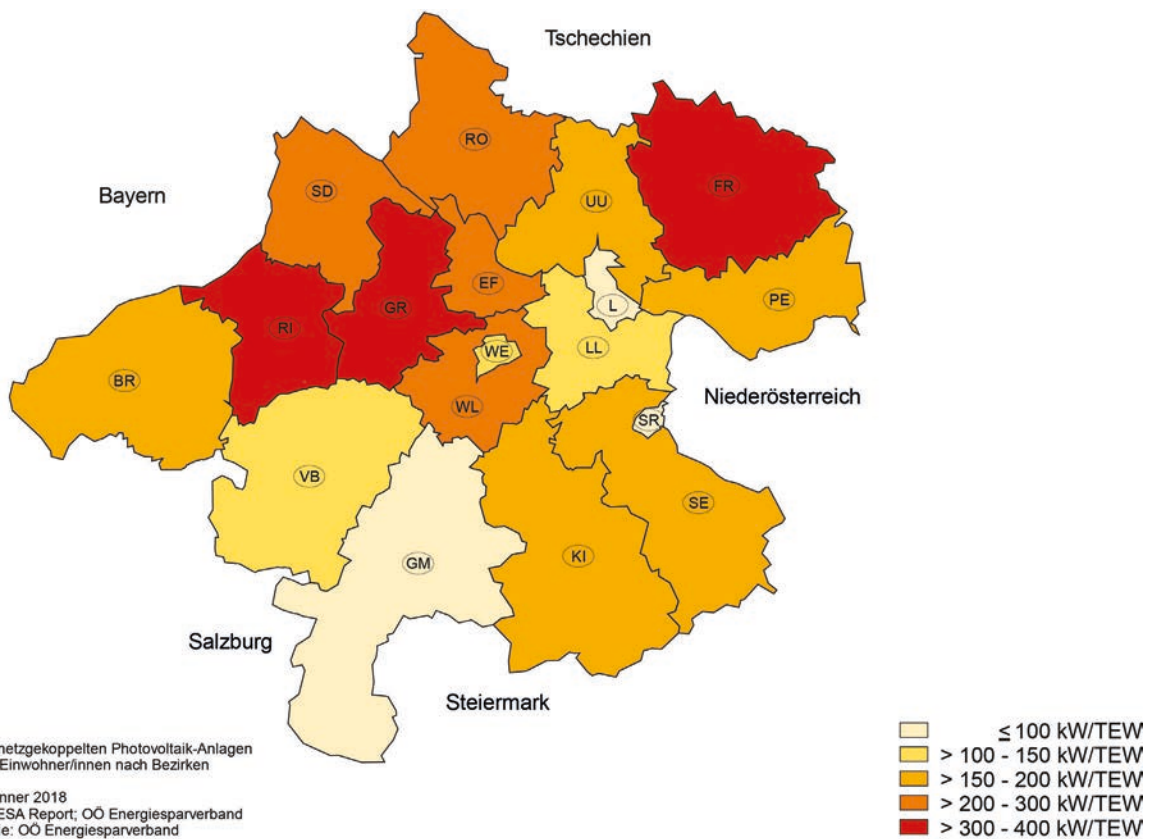 Tschechien
RO
FR
SD
Bayern
UU
EF
PE
L
GR
RI
WE
LL
BR
Niederösterreich
WL
SR
VB
SE
KI
GM
Salzburg
Steiermark
netzgekoppelten Photovoltaik-Anlagen
Einwohner/innen nach Bezirken
2018
ESA Report; OÖ Energiesparverband
OÖ Energiesparverband
≤ 100 kW/TEW
> 100 - 150 kW/TEW
> 150 - 200 kW/TEW
> 200 - 300 kW/TEW
> 300 - 400 kW/TEW